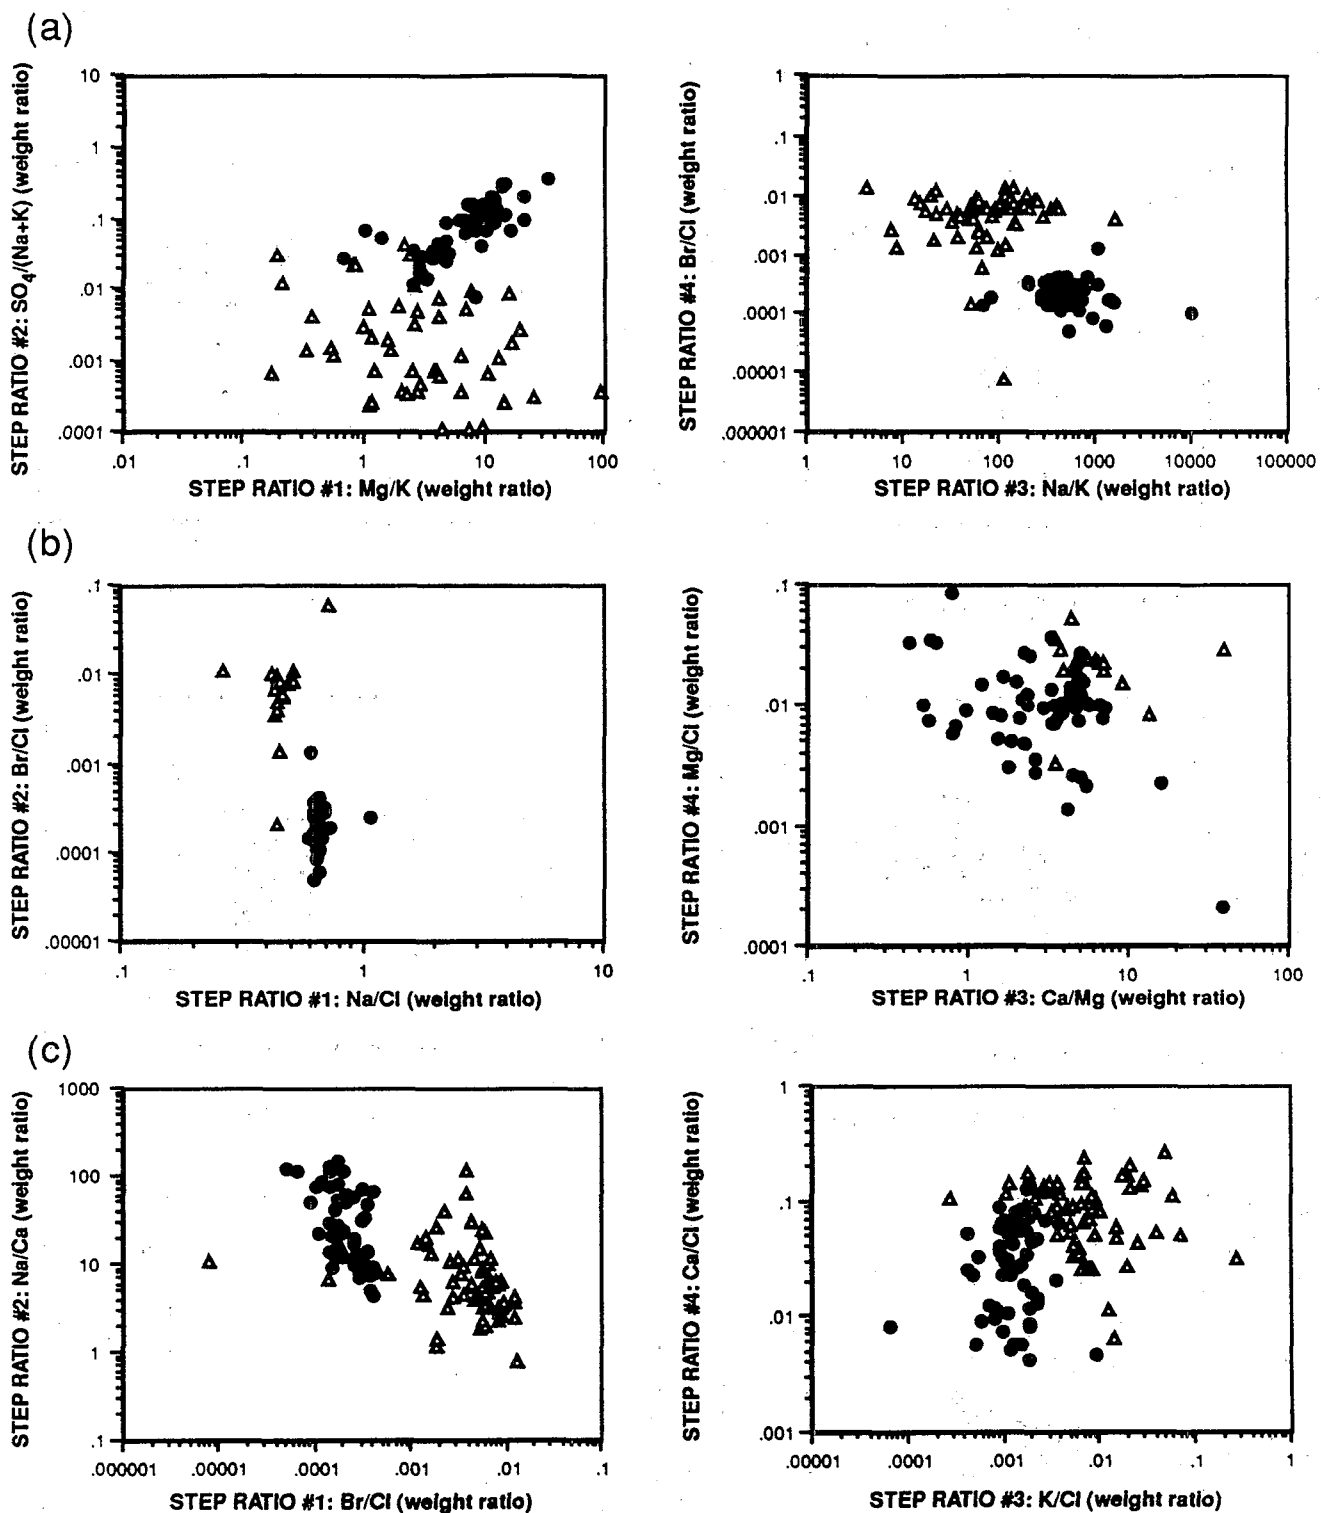 (a)
STEP RATIO #2: SO4/(Na+K) (weight ratio)
10
1
.1
.01
.001
.0001
.01 .1 1 10 100
STEP RATIO #1: Mg/K (weight ratio)
STEP RATIO #4: Br/Cl (weight ratio)
1
.1
.01
.001
.0001
.00001
.000001
1 10 100 1000 10000 100000
STEP RATIO #3: Na/K (weight ratio)
(b)
STEP RATIO #2: Br/Cl (weight ratio)
.1
.01
.001
.0001
.00001
.1 1 10
STEP RATIO #1: Na/Cl (weight ratio)
STEP RATIO #4: Mg/Cl (weight ratio)
.1
.01
.001
.0001
.1 1 10 100
STEP RATIO #3: Ca/Mg (weight ratio)
(c)
STEP RATIO #2: Na/Ca (weight ratio)
1000
100
10
1
.1
.000001 .00001 .0001 .001 .01 .1
STEP RATIO #1: Br/Cl (weight ratio)
STEP RATIO #4: Ca/Cl (weight ratio)
1
.1
.01
.001
.00001 .0001 .001 .01 .1 1
STEP RATIO #3: K/Cl (weight ratio)